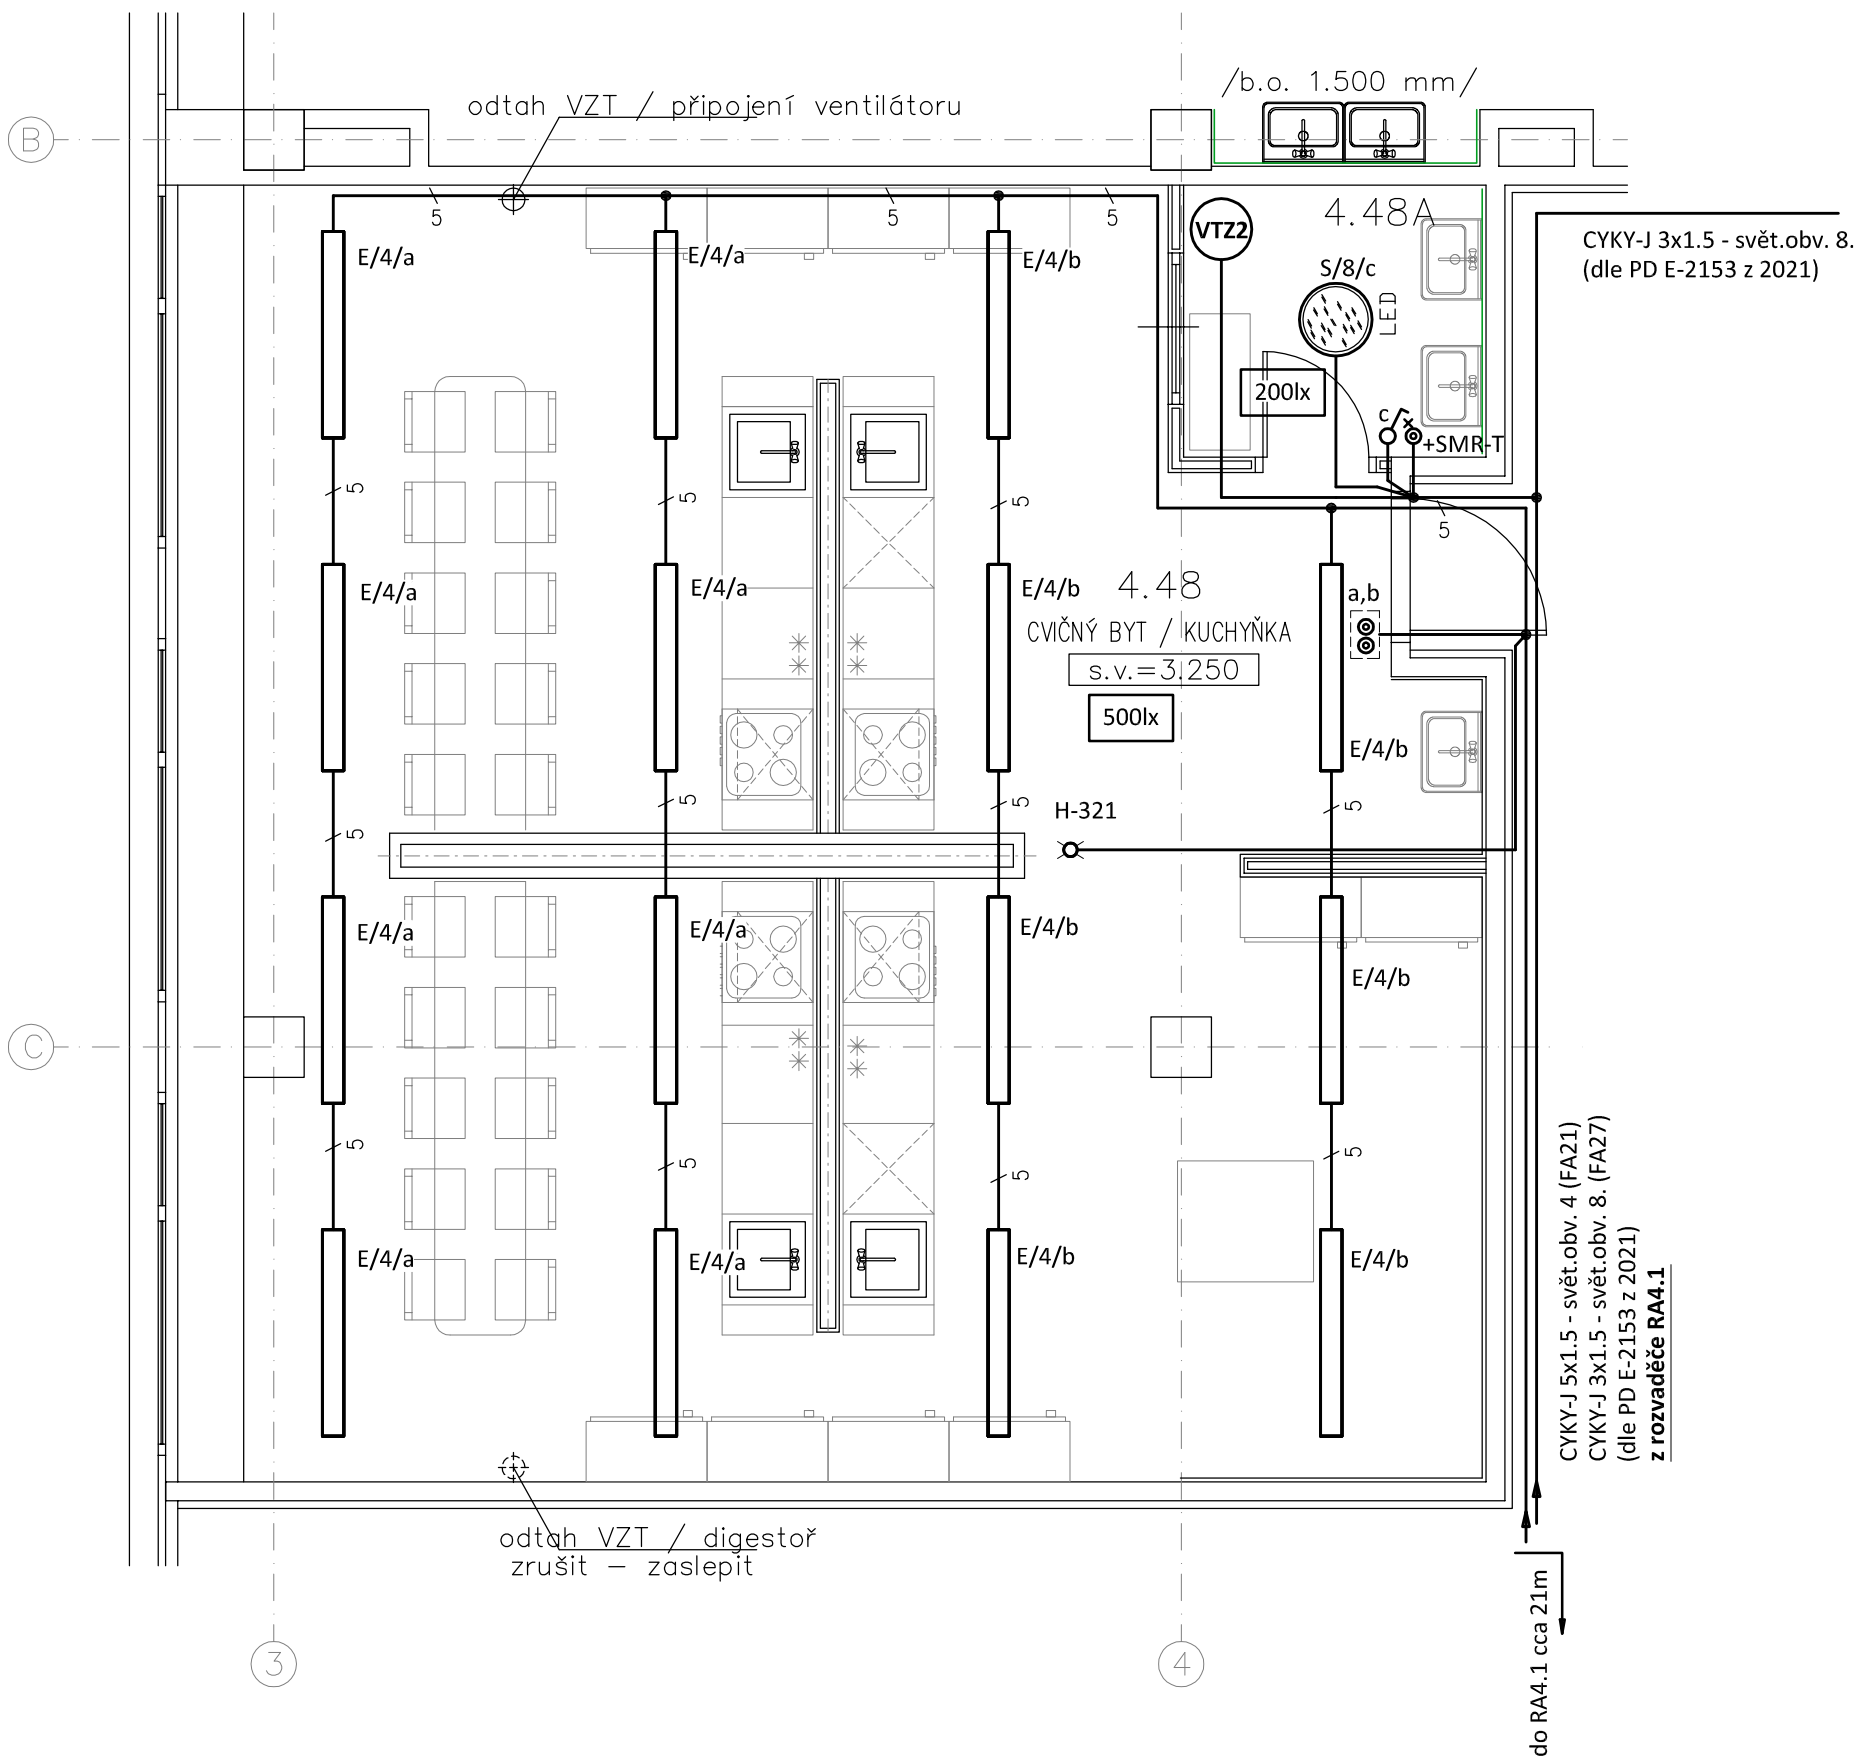 /b.o. 1.500 mm/
odtah VZT / připojení ventilátoru
B
5
5
5
4.48A
VTZ2
CYKY-J 3x1.5 - svět.obv. 8.
(dle PD E-2153 z 2021)
E/4/a
E/4/a
E/4/b
S/8/c
LED
200lx
c
+SMR-T
5
5
5
5
E/4/a
E/4/a
E/4/b
4.48
a,b
CVIČNÝ BYT / KUCHYŇKA
s.v.=3.250
500lx
E/4/b
5
5
5
5
H-321
E/4/a
E/4/a
E/4/b
E/4/b
C
5
5
5
5
E/4/a
E/4/a
E/4/b
E/4/b
CYKY-J 5x1.5 - svět.obv. 4 (FA21)
CYKY-J 3x1.5 - svět.obv. 8. (FA27)
(dle PD E-2153 z 2021)
z rozvaděče RA4.1
odtah VZT / digestoř
zrušit – zaslepit
do RA4.1 cca 21m
3
4